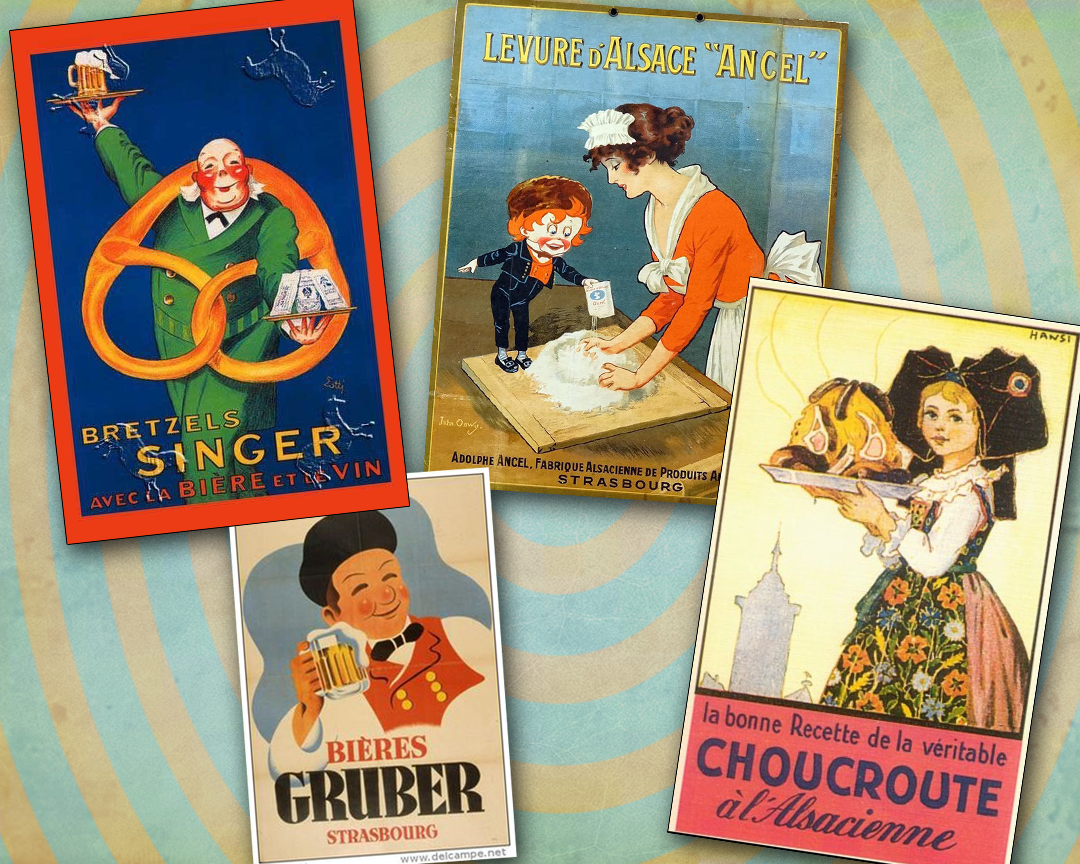 BRETZELS
SINGER
AVEC LA BIÈRE ET LE VIN
LEVURE D'ALSACE "ANCEL"
ADOLPHE ANCEL, FABRIQUE ALSACIENNE DE PRODUITS
STRASBOURG
HANSI
la bonne Recette de la véritable
CHOUCROUTE
à l'Alsacienne
BIÈRES
GRUBER
STRASBOURG
www.delcampe.net